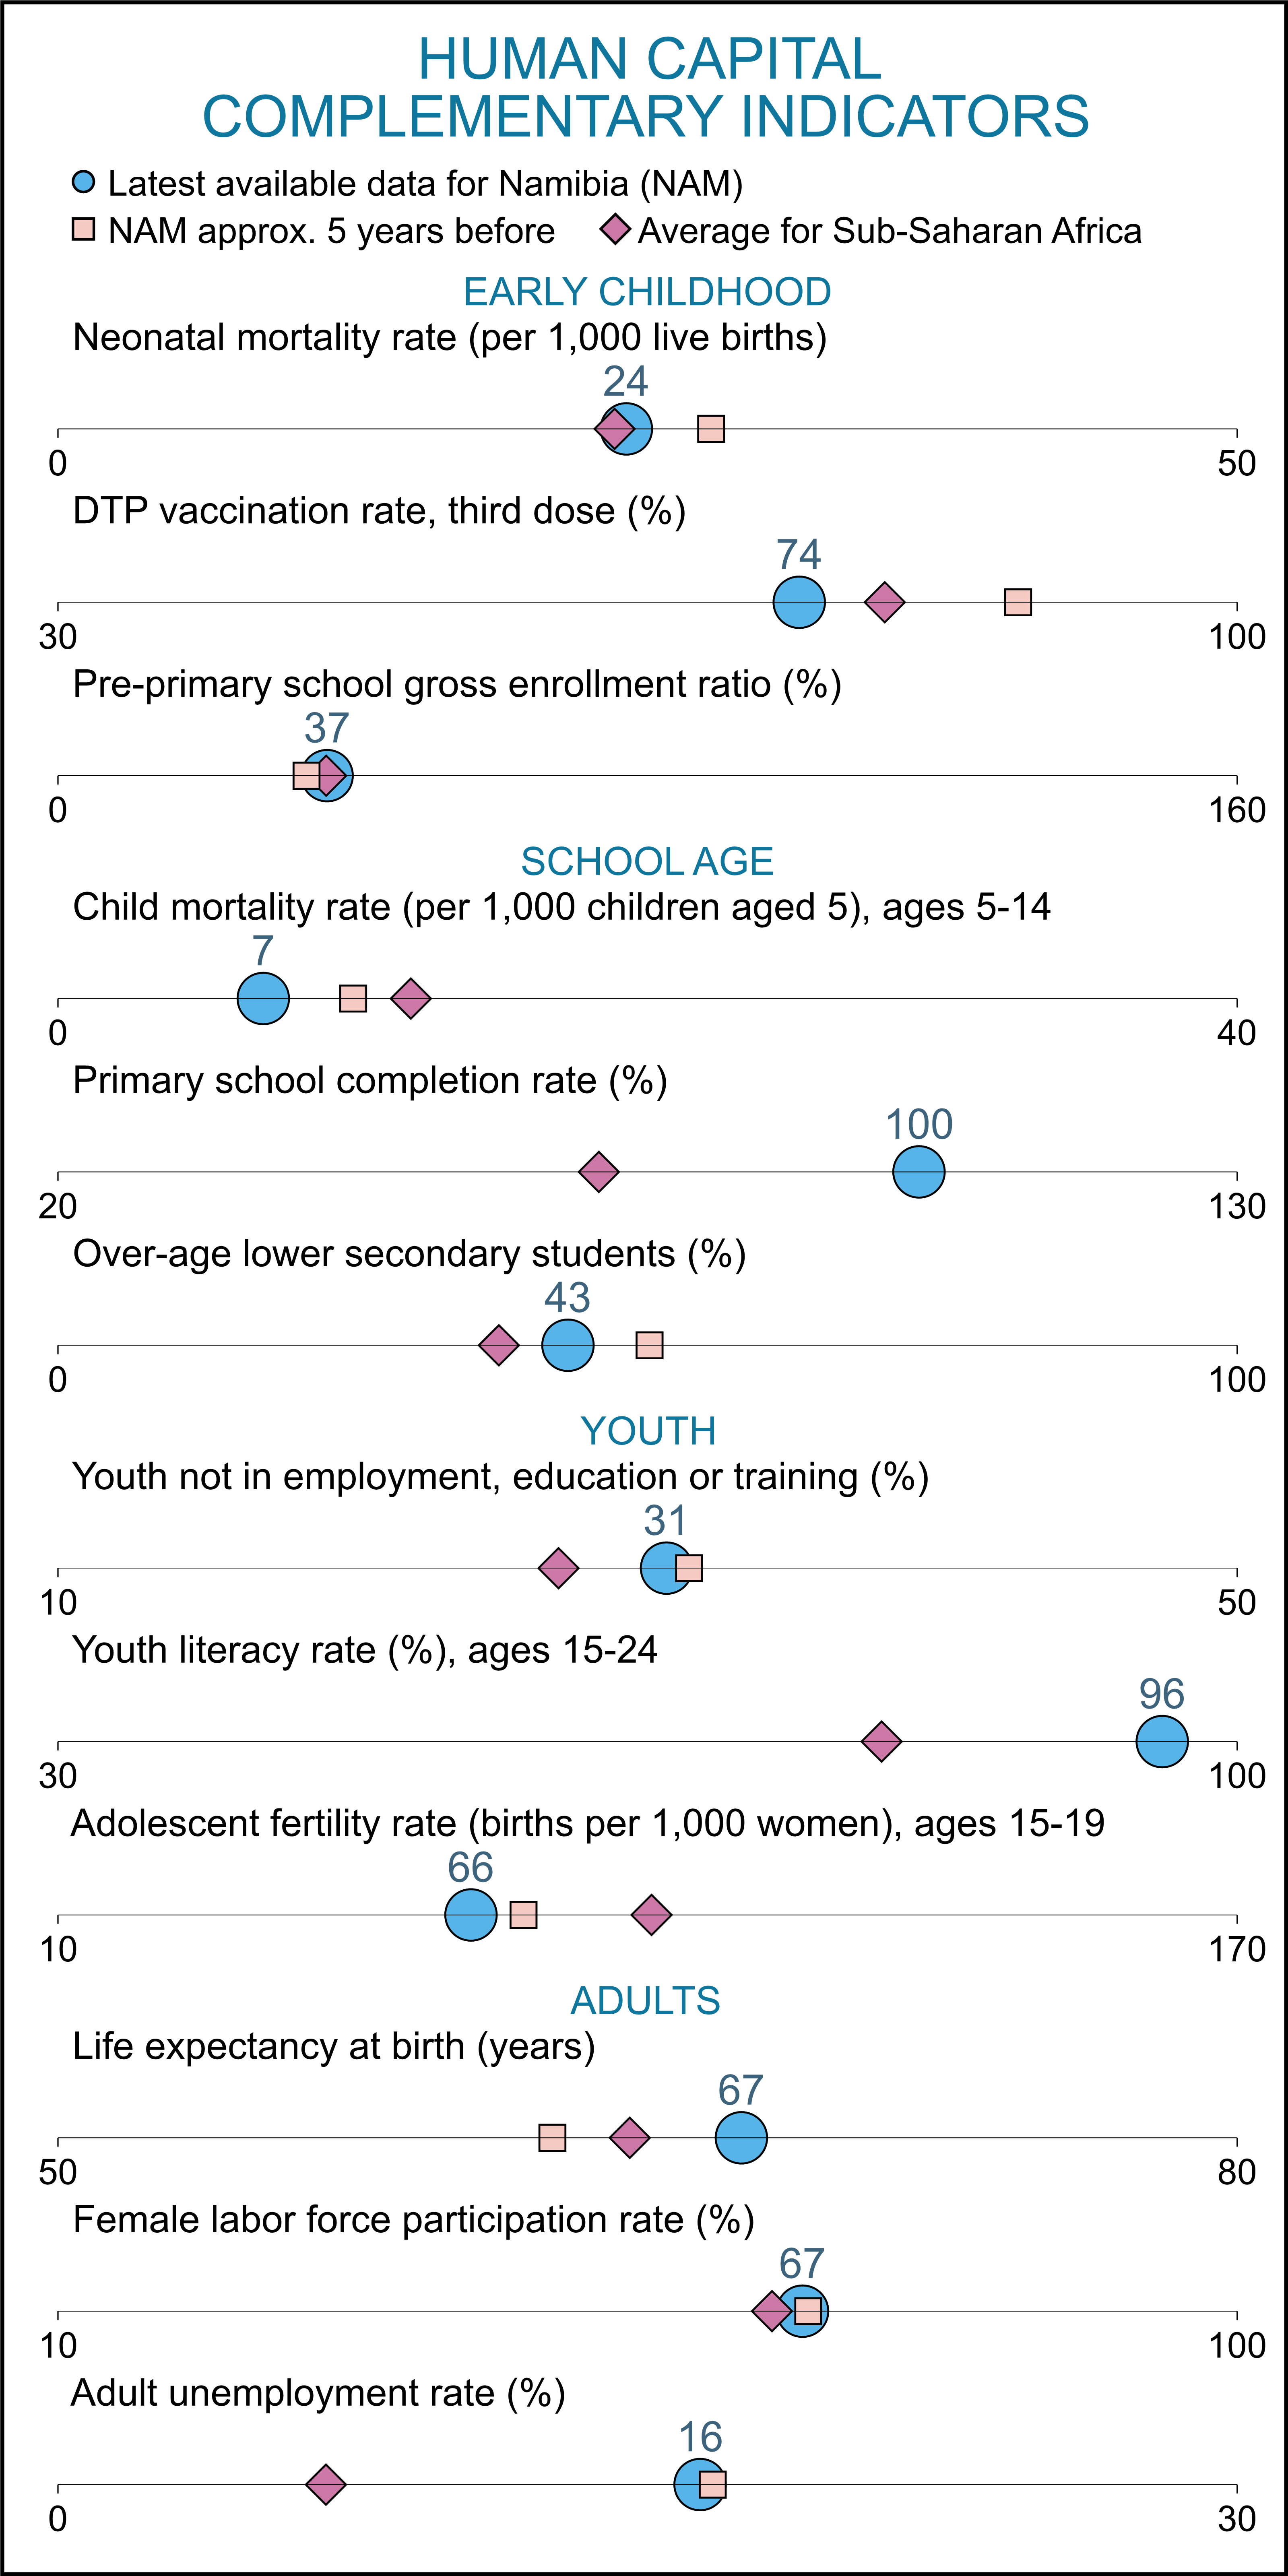 HUMAN CAPITAL
COMPLEMENTARY INDICATORS
Latest available data for Namibia (NAM)
NAM approx. 5 years before Average for Sub-Saharan Africa
EARLY CHILDHOOD
Neonatal mortality rate (per 1,000 live births)
24
0 50
DTP vaccination rate, third dose (%)
74
30 100
Pre-primary school gross enrollment ratio (%)
37
0 160
SCHOOL AGE
Child mortality rate (per 1,000 children aged 5), ages 5-14
7
0 40
Primary school completion rate (%)
100
20 130
Over-age lower secondary students (%)
43
0 100
YOUTH
Youth not in employment, education or training (%)
31
10 50
Youth literacy rate (%), ages 15-24
96
30 100
Adolescent fertility rate (births per 1,000 women), ages 15-19
66
10 170
ADULTS
Life expectancy at birth (years)
67
50 80
Female labor force participation rate (%)
67
10 100
Adult unemployment rate (%)
16
0 30